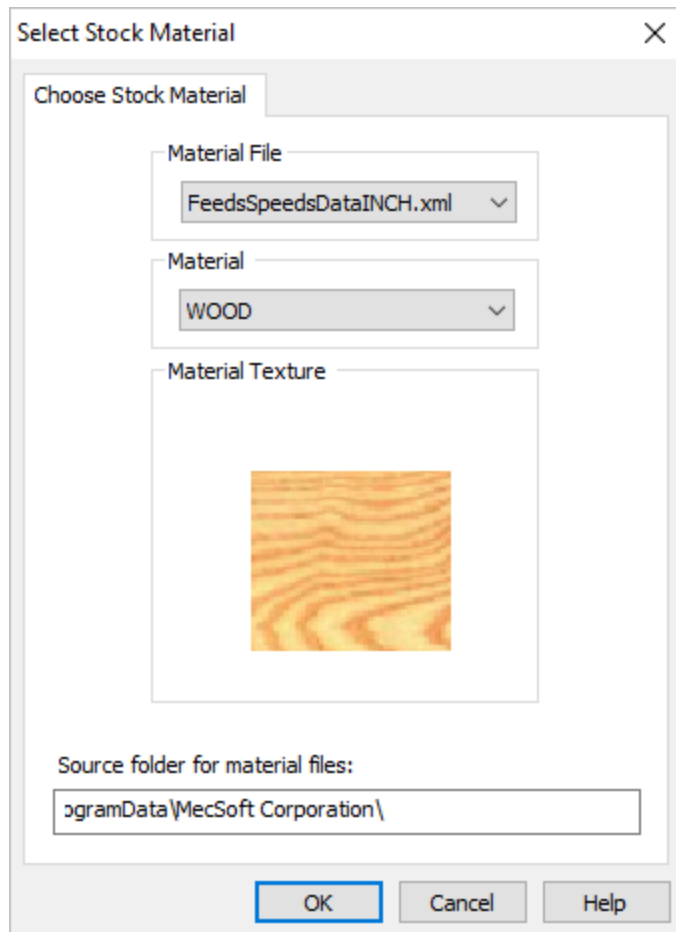 Select Stock Material
Choose Stock Material
Material File
FeedsSpeedsDataINCH.xml
Material
WOOD
Material Texture
Source folder for material files:
ogramData\MecSoft Corporation\
OK
Cancel
Help